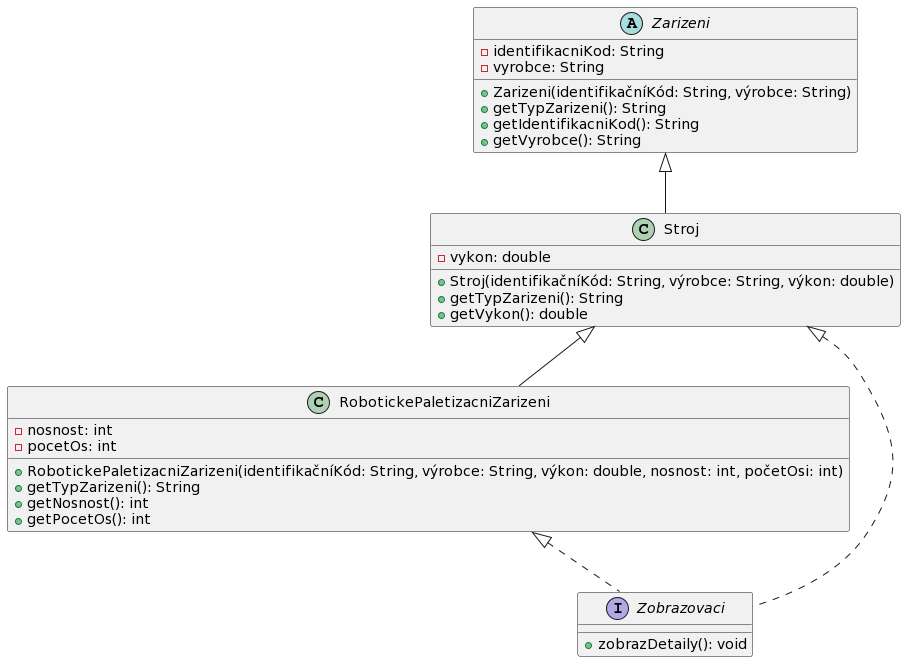 A Zarizeni
identifikacniKod: String
vyrobce: String
Zarizeni(identifikačníKód: String, výrobce: String)
getTypZarizeni(): String
getIdentifikacniKod(): String
getVyrobce(): String
C Stroj
vykon: double
Stroj(identifikačníKód: String, výrobce: String, výkon: double)
getTypZarizeni(): String
getVykon(): double
C RobotickePaletizacniZarizeni
nosnost: int
pocetOs: int
RobotickePaletizacniZarizeni(identifikačníKód: String, výrobce: String, výkon: double, nosnost: int, početOsi: int)
getTypZarizeni(): String
getNosnost(): int
getPocetOs(): int
I Zobrazovaci
zobrazDetaily(): void